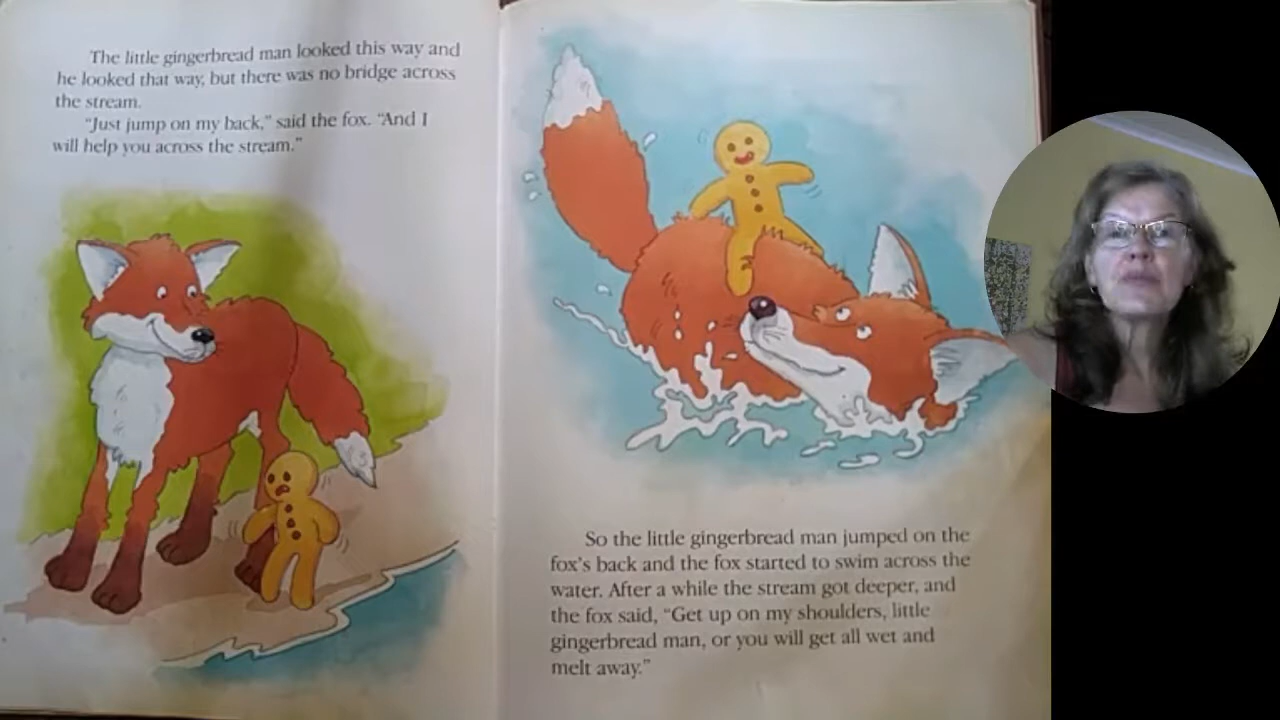 The little gingerbread man looked this way and
he looked that way, but there was no bridge across
the stream.
“Just jump on my back,” said the fox. “And I
will help you across the stream.”
So the little gingerbread man jumped on the
fox's back and the fox started to swim across the
water. After a while the stream got deeper, and
the fox said, “Get up on my shoulders, little
gingerbread man, or you will get all wet and
melt away.”